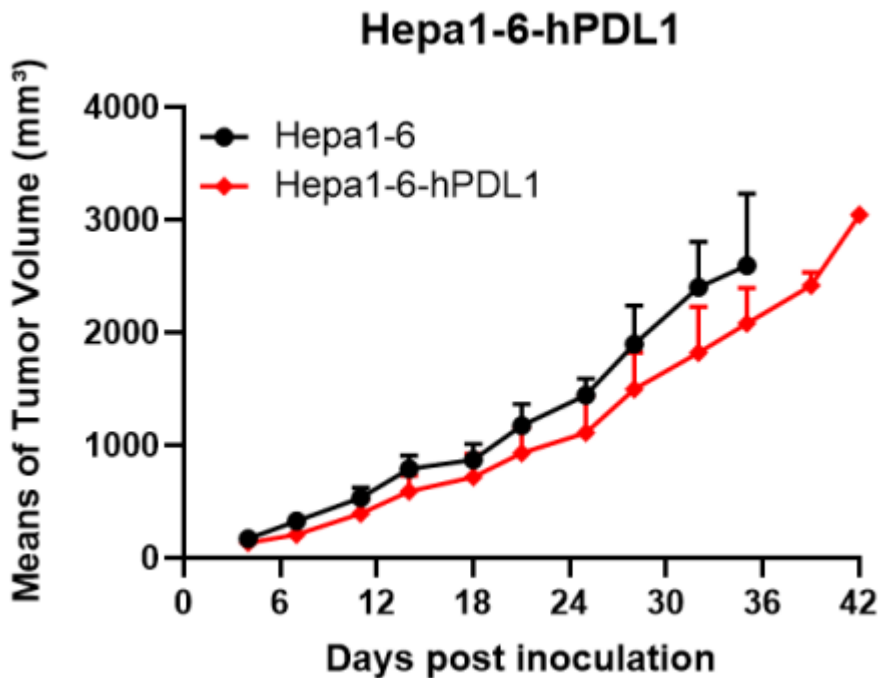 Hepa1-6-hPDL1
Means of Tumor Volume (mm³)
4000
3000
2000
1000
0
Hepa1-6
Hepa1-6-hPDL1
0 6 12 18 24 30 36 42
Days post inoculation